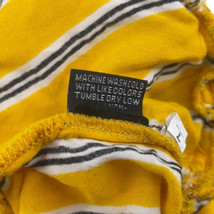 MACHINE WASH COLD
WITH LIKE COLORS
TUMBLE DRY LOW